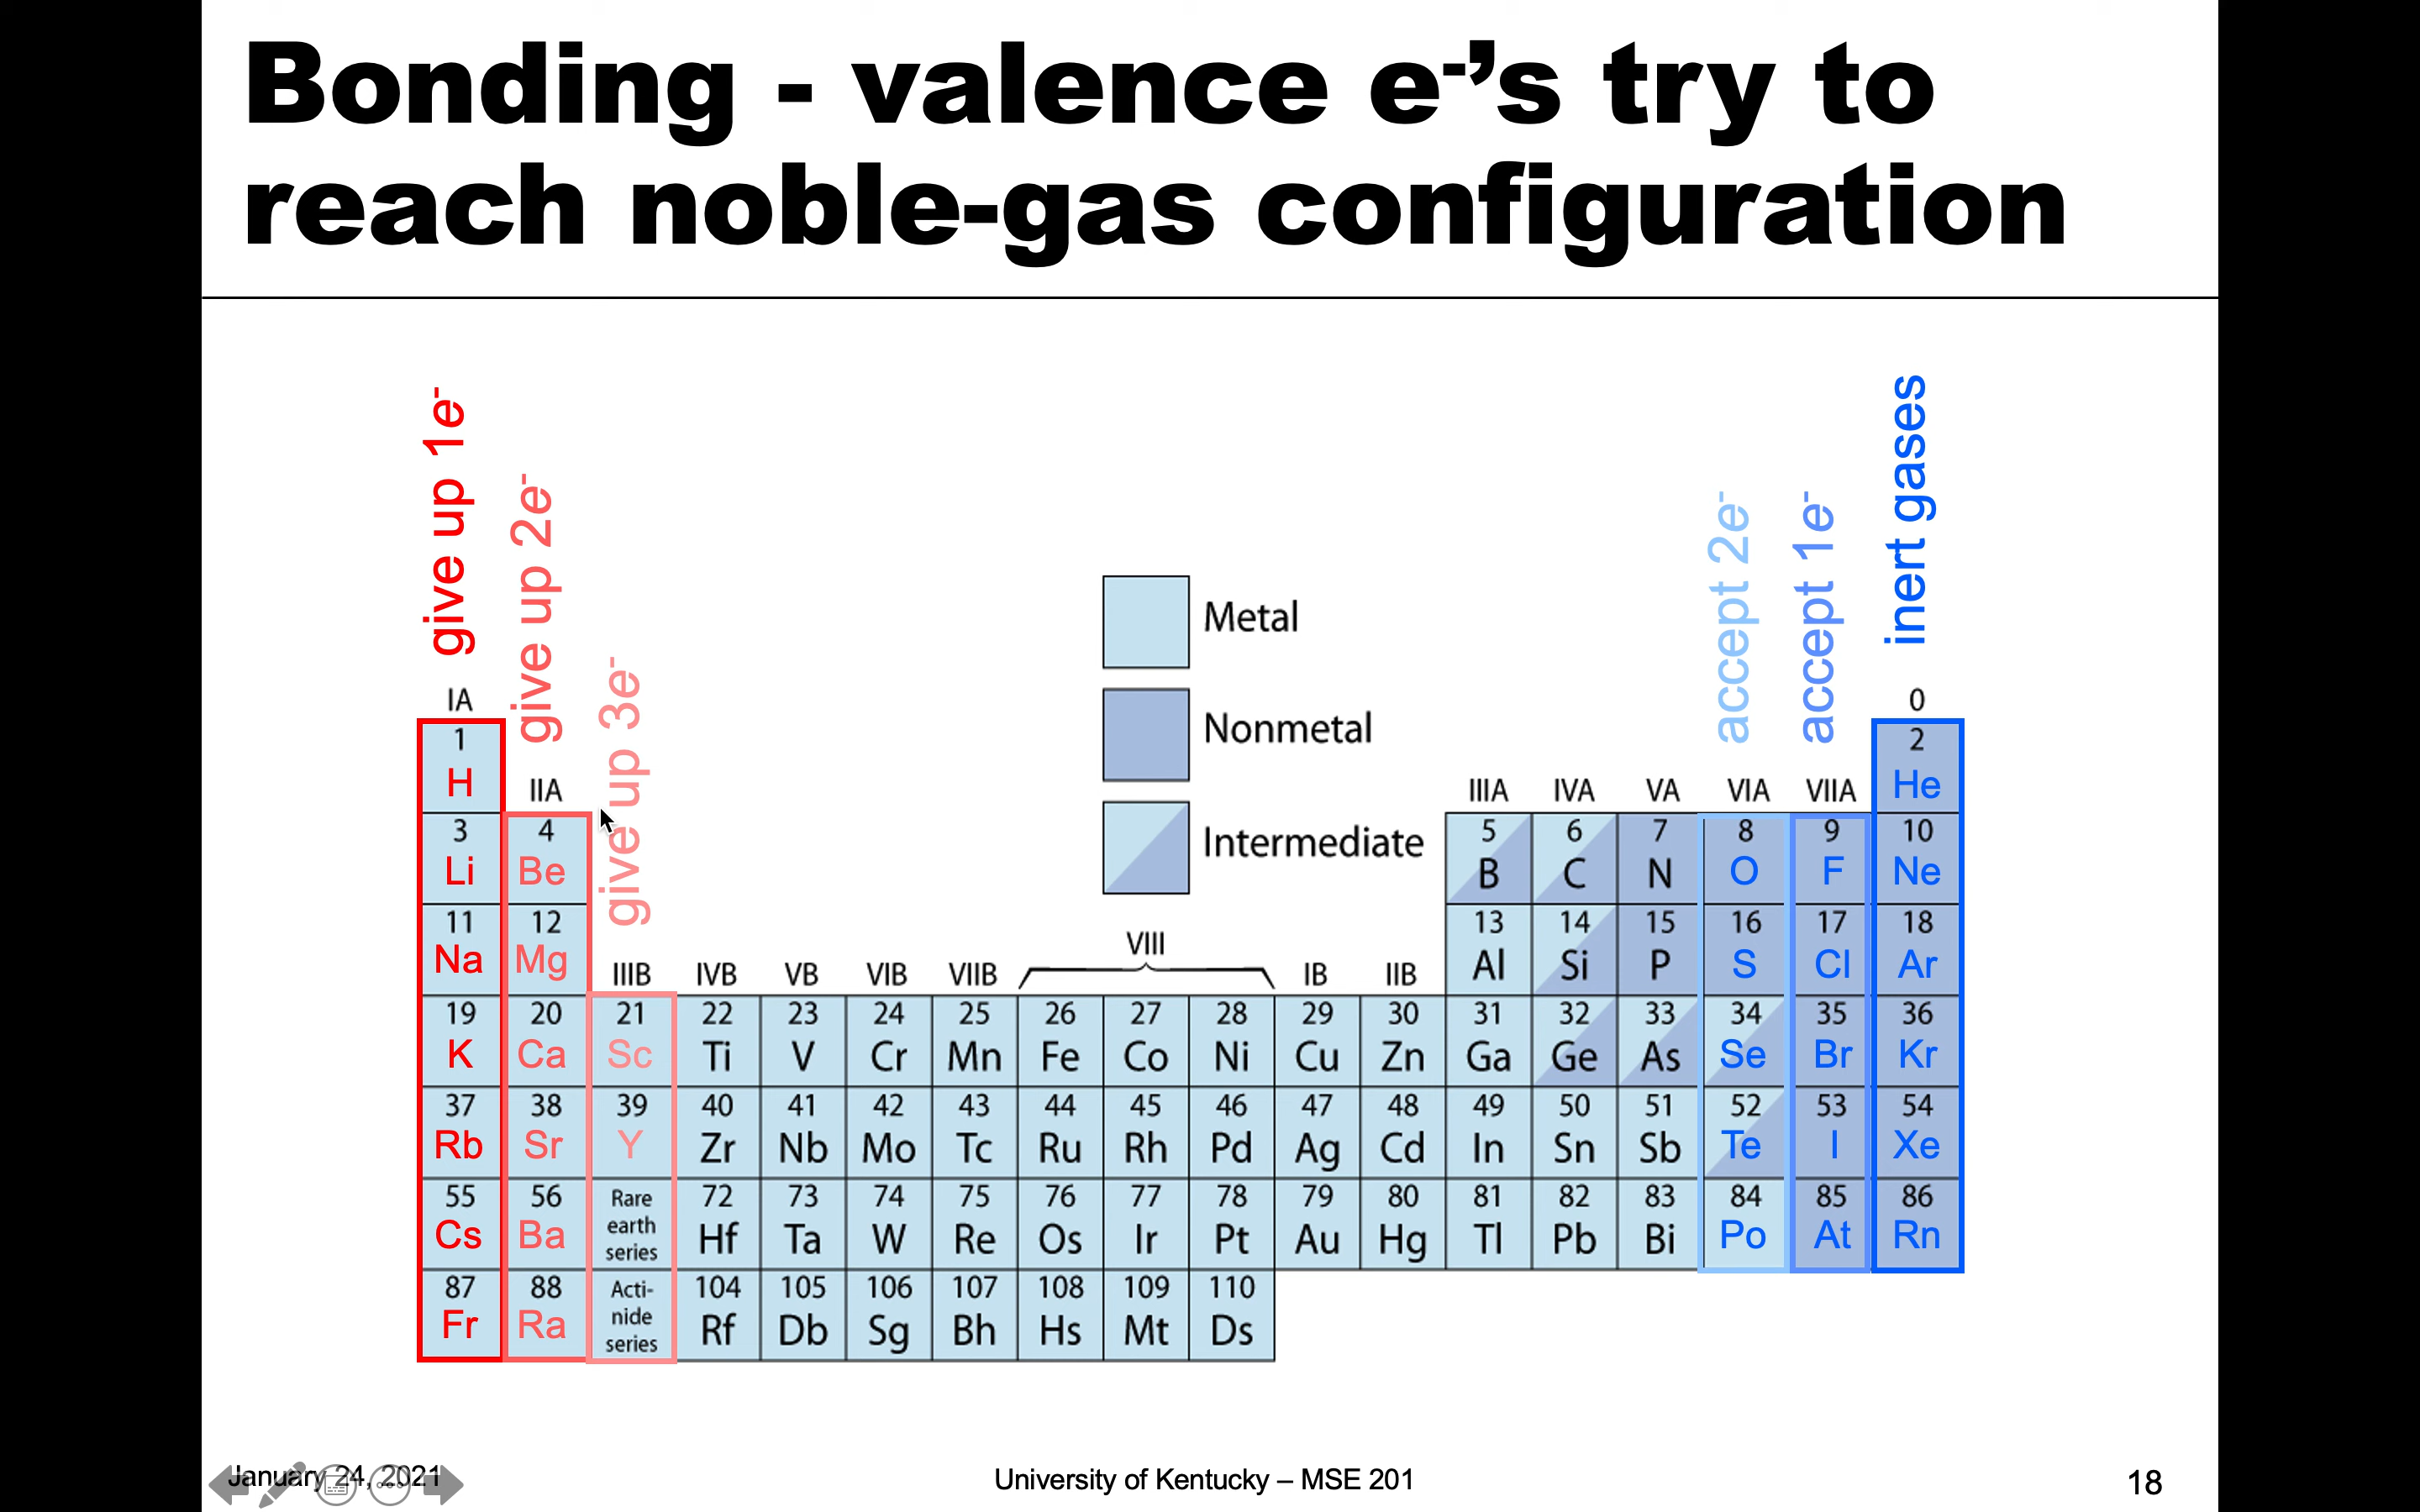 Bonding - valence e-'s try to
reach noble-gas configuration
give up 1e-
give up 2e-
give up 3e-
accept 2e-
accept 1e-
inert gases
Metal
Nonmetal
Intermediate
IA
0
IIA
IIIA IVA VA VIA VIIA
VIII
IIIB IVB VB VIB VIIB IB IIB
1 2
H He
3 4 5 6 7 8 9 10
Li Be B C N O F Ne
11 12 13 14 15 16 17 18
Na Mg Al Si P S Cl Ar
19 20 21 22 23 24 25 26 27 28 29 30 31 32 33 34 35 36
K Ca Sc Ti V Cr Mn Fe Co Ni Cu Zn Ga Ge As Se Br Kr
37 38 39 40 41 42 43 44 45 46 47 48 49 50 51 52 53 54
Rb Sr Y Zr Nb Mo Tc Ru Rh Pd Ag Cd In Sn Sb Te I Xe
55 56 Rare earth series 72 73 74 75 76 77 78 79 80 81 82 83 84 85 86
Cs Ba Hf Ta W Re Os Ir Pt Au Hg Tl Pb Bi Po At Rn
87 88 Acti-nide series 104 105 106 107 108 109 110
Fr Ra Rf Db Sg Bh Hs Mt Ds
January 24, 2021
University of Kentucky – MSE 201
18